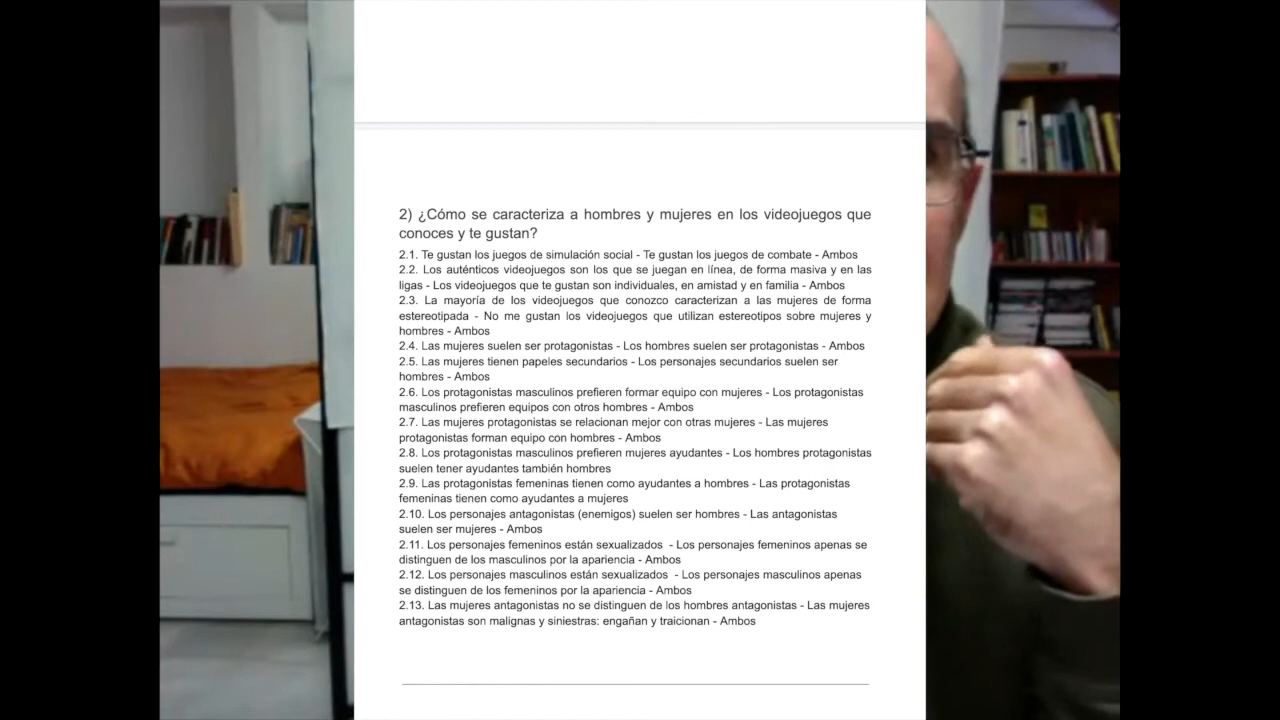 2) ¿Cómo se caracteriza a hombres y mujeres en los videojuegos que
conoces y te gustan?
2.1. Te gustan los juegos de simulación social - Te gustan los juegos de combate - Ambos
2.2. Los auténticos videojuegos son los que se juegan en línea, de forma masiva y en las
ligas - Los videojuegos que te gustan son individuales, en amistad y en familia - Ambos
2.3. La mayoría de los videojuegos que conozco caracterizan a las mujeres de forma
estereotipada - No me gustan los videojuegos que utilizan estereotipos sobre mujeres y
hombres - Ambos
2.4. Las mujeres suelen ser protagonistas - Los hombres suelen ser protagonistas - Ambos
2.5. Las mujeres tienen papeles secundarios - Los personajes secundarios suelen ser
hombres - Ambos
2.6. Los protagonistas masculinos prefieren formar equipo con mujeres - Los protagonistas
masculinos prefieren equipos con otros hombres - Ambos
2.7. Las mujeres protagonistas se relacionan mejor con otras mujeres - Las mujeres
protagonistas forman equipo con hombres - Ambos
2.8. Los protagonistas masculinos prefieren mujeres ayudantes - Los hombres protagonistas
suelen tener ayudantes también hombres
2.9. Las protagonistas femeninas tienen como ayudantes a hombres - Las protagonistas
femeninas tienen como ayudantes a mujeres
2.10. Los personajes antagonistas (enemigos) suelen ser hombres - Las antagonistas
suelen ser mujeres - Ambos
2.11. Los personajes femeninos están sexualizados - Los personajes femeninos apenas se
distinguen de los masculinos por la apariencia - Ambos
2.12. Los personajes masculinos están sexualizados - Los personajes masculinos apenas
se distinguen de los femeninos por la apariencia - Ambos
2.13. Las mujeres antagonistas no se distinguen de los hombres antagonistas - Las mujeres
antagonistas son malignas y siniestras: engañan y traicionan - Ambos